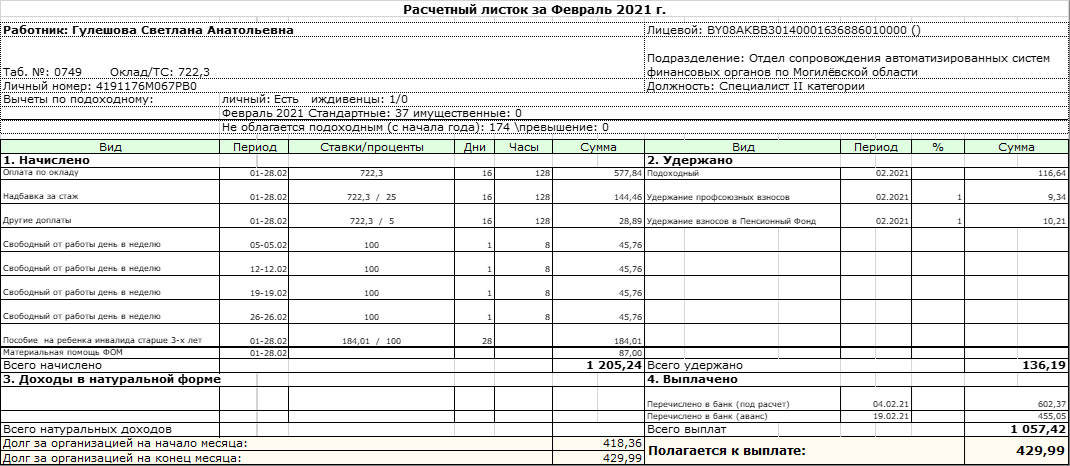 Расчетный листок за Февраль 2021 г.
Работник: Гулешова Светлана Анатольевна Лицевой: BY08AKBB30140001636886010000 ()
Таб. №: 0749 Оклад/ТС: 722,3 Подразделение: Отдел сопровождения автоматизированных систем
финансовых органов по Могилёвской области
Личный номер: 4191176M067PB0 Должность: Специалист II категории
Вычеты по подоходному: личный: Есть иждивенцы: 1/0
Февраль 2021 Стандартные: 37 имущественные: 0
Не облагается подоходным (с начала года): 174 \превышение: 0
Вид Период Ставки/проценты Дни Часы Сумма Вид Период % Сумма
1. Начислено 2. Удержано
Оплата по окладу 01-28.02 722,3 16 128 577,84 Подоходный 02.2021 116,64
Надбавка за стаж 01-28.02 722,3 / 25 16 128 144,46 Удержание профсоюзных взносов 02.2021 1 9,34
Другие доплаты 01-28.02 722,3 / 5 16 128 28,89 Удержание взносов в Пенсионный Фонд 02.2021 1 10,21
Свободный от работы день в неделю 05-05.02 100 1 8 45,76
Свободный от работы день в неделю 12-12.02 100 1 8 45,76
Свободный от работы день в неделю 19-19.02 100 1 8 45,76
Свободный от работы день в неделю 26-26.02 100 1 8 45,76
Пособие на ребенка инвалида старше 3-х лет 01-28.02 184,01 / 100 28 184,01
Материальная помощь ФОМ 01-28.02 87,00
Всего начислено 1 205,24 Всего удержано 136,19
3. Доходы в натуральной форме 4. Выплачено
Перечислено в банк (под расчет) 04.02.21 602,37
Перечислено в банк (аванс) 19.02.21 455,05
Всего натуральных доходов Всего выплат 1 057,42
Долг за организацией на начало месяца: 418,36 Полагается к выплате: 429,99
Долг за организацией на конец месяца: 429,99